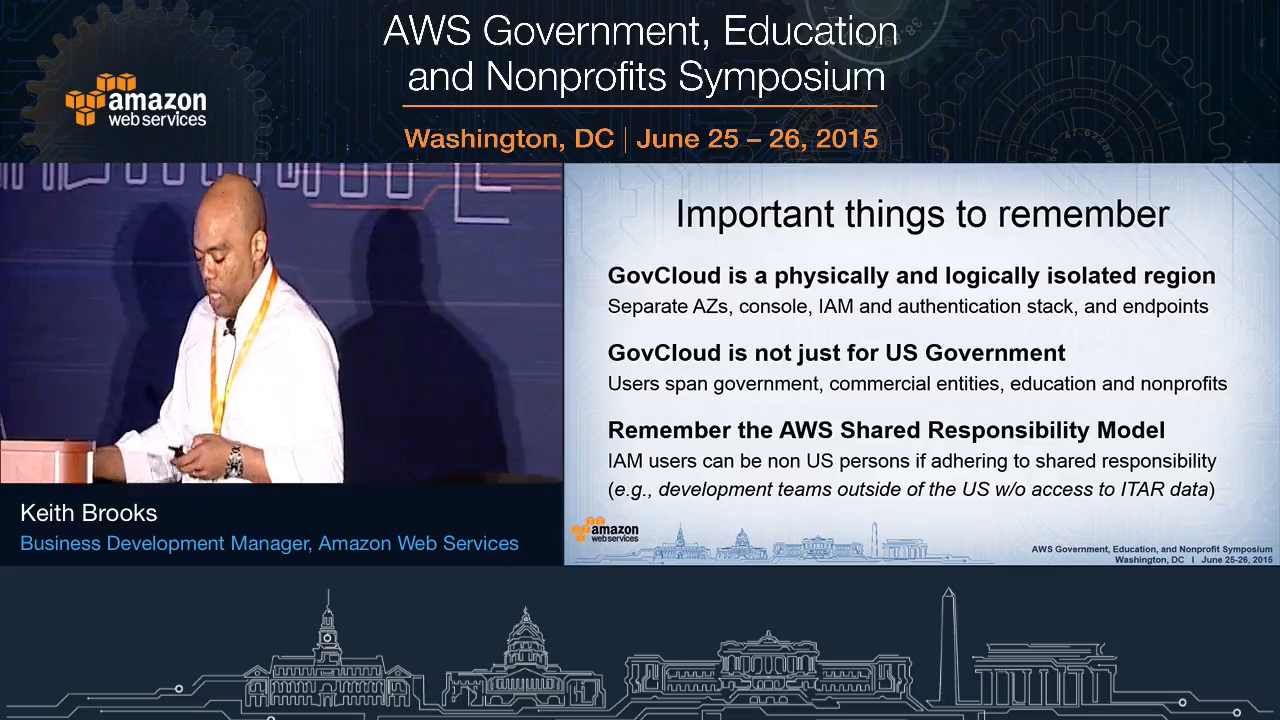 AWS Government, Education
and Nonprofits Symposium
amazon
web services
Washington, DC | June 25 – 26, 2015
Important things to remember
GovCloud is a physically and logically isolated region
Separate AZs, console, IAM and authentication stack, and endpoints
GovCloud is not just for US Government
Users span government, commercial entities, education and nonprofits
Remember the AWS Shared Responsibility Model
IAM users can be non US persons if adhering to shared responsibility
(e.g., development teams outside of the US w/o access to ITAR data)
Keith Brooks
Business Development Manager, Amazon Web Services
amazon
web services
AWS Government, Education, and Nonprofit Symposium
Washington, DC | June 25-26, 2015